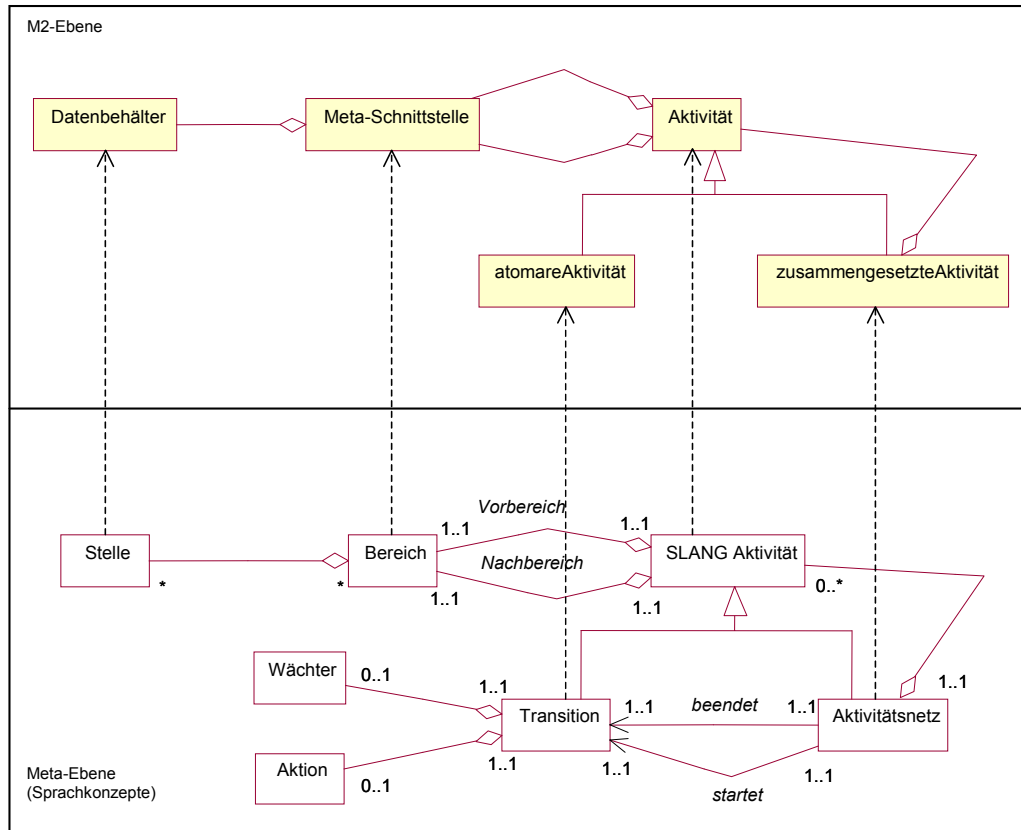 M2-Ebene
Datenbehälter
Meta-Schnittstelle
Aktivität
atomareAktivität
zusammengesetzteAktivität
Vorbereich
1..1
1..1
Stelle
Bereich
SLANG Aktivität
Nachbereich
*
*
1..1
1..1
0..*
Wächter
0..1
1..1
Transition
1..1
beendet
1..1
Aktivitätsnetz
1..1
Aktion
0..1
1..1
1..1
1..1
startet
Meta-Ebene
(Sprachkonzepte)